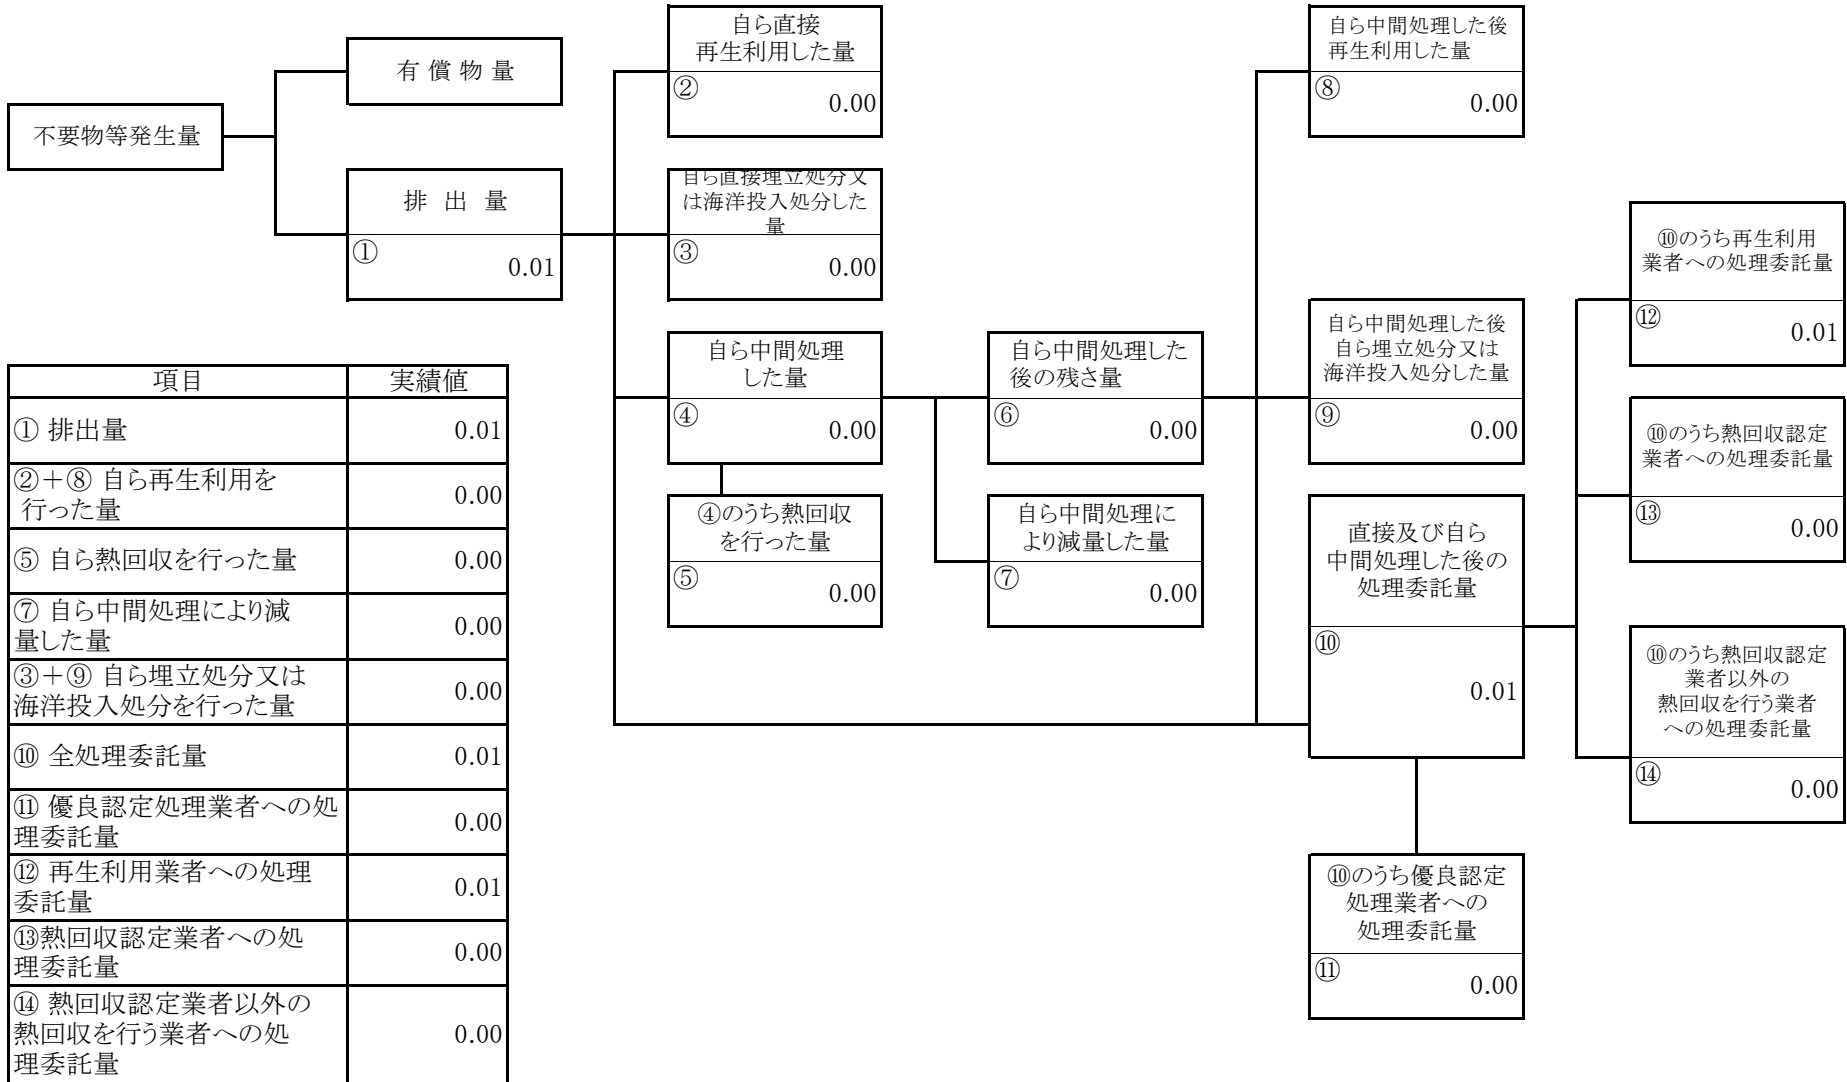 不要物等発生量
有 償 物 量
排 出 量
①
0.01
自ら直接
再生利用した量
②
0.00
自ら直接埋立処分又
は海洋投入処分した
量
③
0.00
自ら中間処理
した量
④
0.00
④のうち熱回収
を行った量
⑤
0.00
自ら中間処理した
後の残さ量
⑥
0.00
自ら中間処理に
より減量した量
⑦
0.00
自ら中間処理した後
再生利用した量
⑧
0.00
自ら中間処理した後
自ら埋立処分又は
海洋投入処分した量
⑨
0.00
直接及び自ら
中間処理した後の
処理委託量
⑩
0.01
⑩のうち優良認定
処理業者への
処理委託量
⑪
0.00
⑩のうち再生利用
業者への処理委託量
⑫
0.01
⑩のうち熱回収認定
業者への処理委託量
⑬
0.00
⑩のうち熱回収認定
業者以外の
熱回収を行う業者
への処理委託量
⑭
0.00
項目 実績値
① 排出量 0.01
②＋⑧ 自ら再生利用を
行った量 0.00
⑤ 自ら熱回収を行った量 0.00
⑦ 自ら中間処理により減
量した量 0.00
③＋⑨ 自ら埋立処分又は
海洋投入処分を行った量 0.00
⑩ 全処理委託量 0.01
⑪ 優良認定処理業者への処
理委託量 0.00
⑫ 再生利用業者への処理
委託量 0.01
⑬熱回収認定業者への処
理委託量 0.00
⑭ 熱回収認定業者以外の
熱回収を行う業者への処
理委託量 0.00